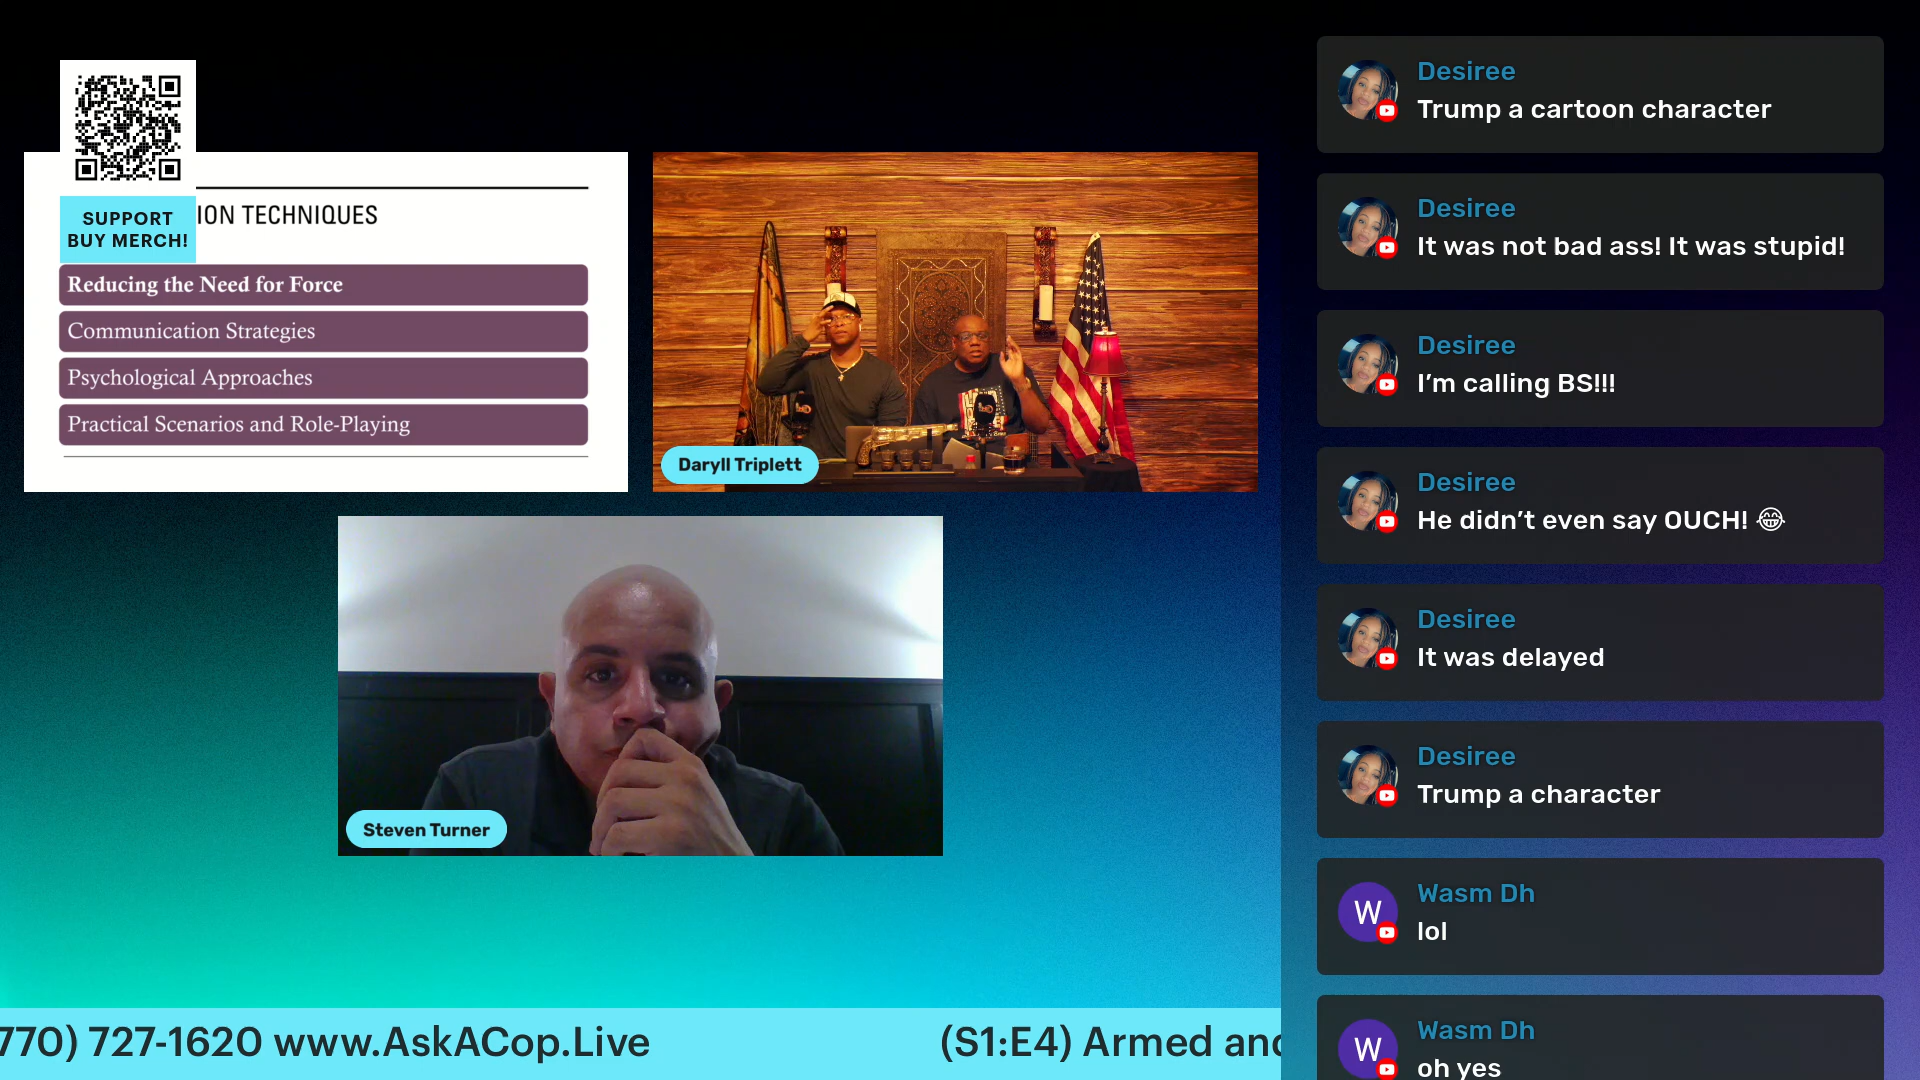 SUPPORT
BUY MERCH!
ION TECHNIQUES
Reducing the Need for Force
Communication Strategies
Psychological Approaches
Practical Scenarios and Role-Playing
Daryll Triplett
Steven Turner
770) 727-1620 www.AskACop.Live
(S1:E4) Armed and
Desiree
Trump a cartoon character
Desiree
It was not bad ass! It was stupid!
Desiree
I’m calling BS!!!
Desiree
He didn’t even say OUCH! 😂
Desiree
It was delayed
Desiree
Trump a character
W
Wasm Dh
lol
W
Wasm Dh
oh yes